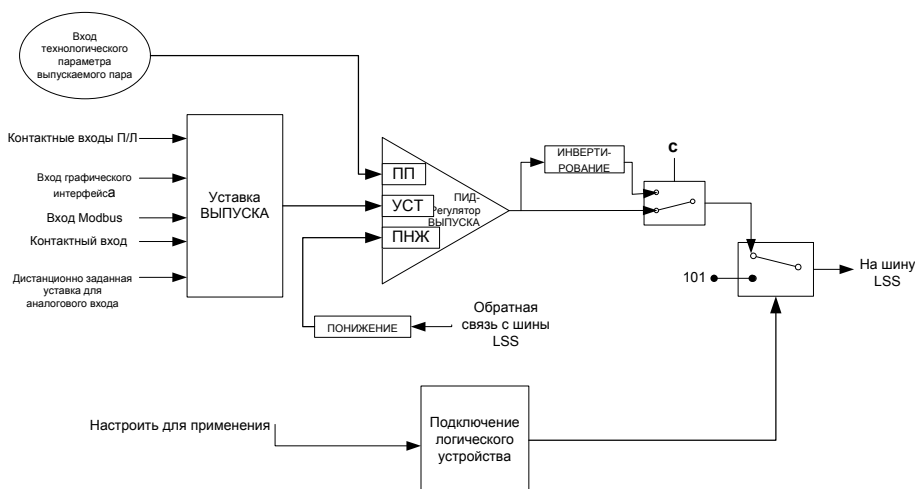 Вход
технологического
параметра
выпускаемого пара
Контактные входы П/Л
Вход графического
интерфейса
Вход Modbus
Контактный вход
Дистанционно заданная
уставка для
аналогового входа
Уставка
ВЫПУСКА
ПП
УСТ
ПНЖ
ПИД-
Регулятор
ВЫПУСКА
ИНВЕРТИ-
РОВАНИЕ
с
101
На шину
LSS
ПОНИЖЕНИЕ
Обратная
связь с шины
LSS
Настроить для применения
Подключение
логического
устройства